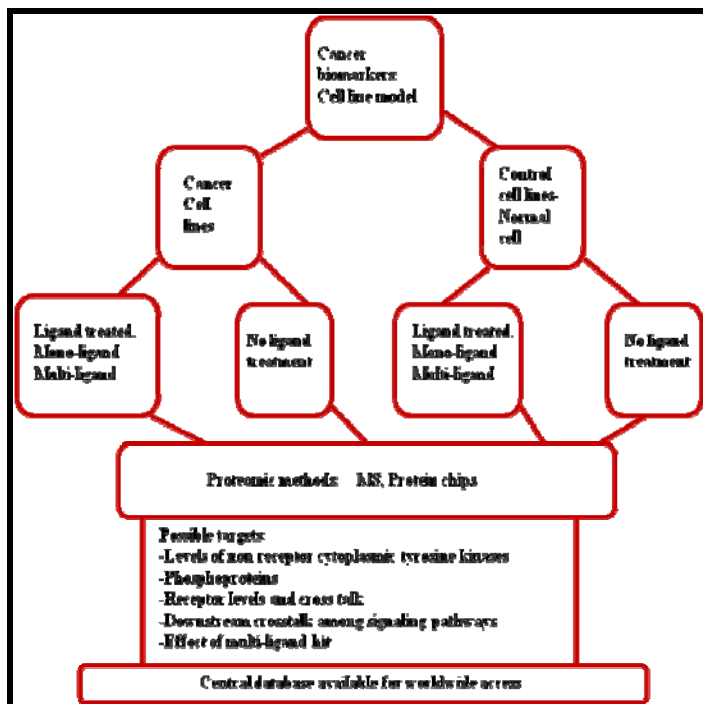 Cancer
biomarkers:
Cell line model
Cancer
Cell
lines
Control
cell lines-
Normal
cell
Ligand treated.
Mono-ligand
Multi-ligand
No ligand
treatment
Ligand treated.
Mono-ligand
Multi-ligand
No ligand
treatment
Proteomic methods: MS, Protein chips
Possible targets:
-Levels of non receptor cytoplasmic tyrosine kinases
-Phosphoproteins
-Receptor levels and cross talk
-Downstream crosstalk among signaling pathways
-Effect of multi-ligand hit
Central database available for worldwide access